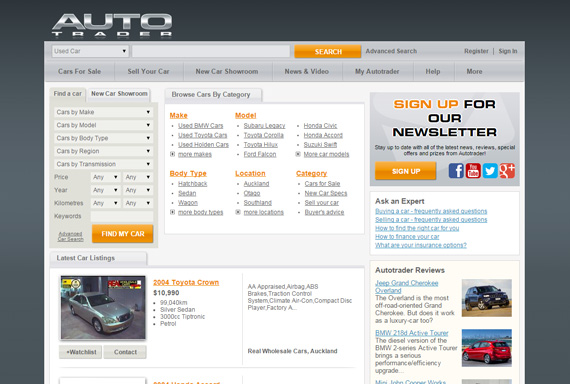 AUTO
TRADER
Used Car
SEARCH
Advanced Search
Register | Sign In
Cars For Sale
Sell Your Car
New Car Showroom
News & Video
My Autotrader
Help
More
Find a car
New Car Showroom
Cars by Make
Cars by Model
Cars by Body Type
Cars by Region
Cars by Transmission
Price Any Any
Year Any Any
Kilometres Any Any
Keywords
Advanced
Car Search
FIND MY CAR
Browse Cars By Category
Make
Used BMW Cars
Used Toyota Cars
Used Holden Cars
more makes
Model
Subaru Legacy
Toyota Corolla
Toyota Hilux
Ford Falcon
Honda Civic
Honda Accord
Suzuki Swift
More car models
Body Type
Hatchback
Sedan
Wagon
more body types
Location
Auckland
Otago
Southland
more locations
Category
Cars for Sale
New Car Specs
Sell your car
Buyer's advice
SIGN UP FOR
OUR
NEWSLETTER
Stay up to date with all of the latest news, reviews, special
offers and prizes from Autotrader!
SIGN UP
You
Tube
Ask an Expert
Buying a car - frequently asked questions
Selling a car - frequently asked questions
How to find the right car for you
How to finance your car
What are your insurance options?
Latest Car Listings
2004 Toyota Crown
$10,990
99,040km
Silver Sedan
3000cc Tiptronic
Petrol
AA Appraised,Airbag,ABS
Brakes,Traction Control
System,Climate Air-Con,Compact Disc
Player,Factory A...
Real Wholesale Cars, Auckland
+Watchlist
Contact
2004 Honda Accord
Autotrader Reviews
Jeep Grand Cherokee
Overland
The Overland is the most
off-road-oriented Grand
Cherokee. But does it work
as a luxury-car too?
BMW 218d Active Tourer
The diesel version of the
BMW 2-series Active Tourer
brings a serious
performance/efficiency
upgrade...
Mini John Cooper Works